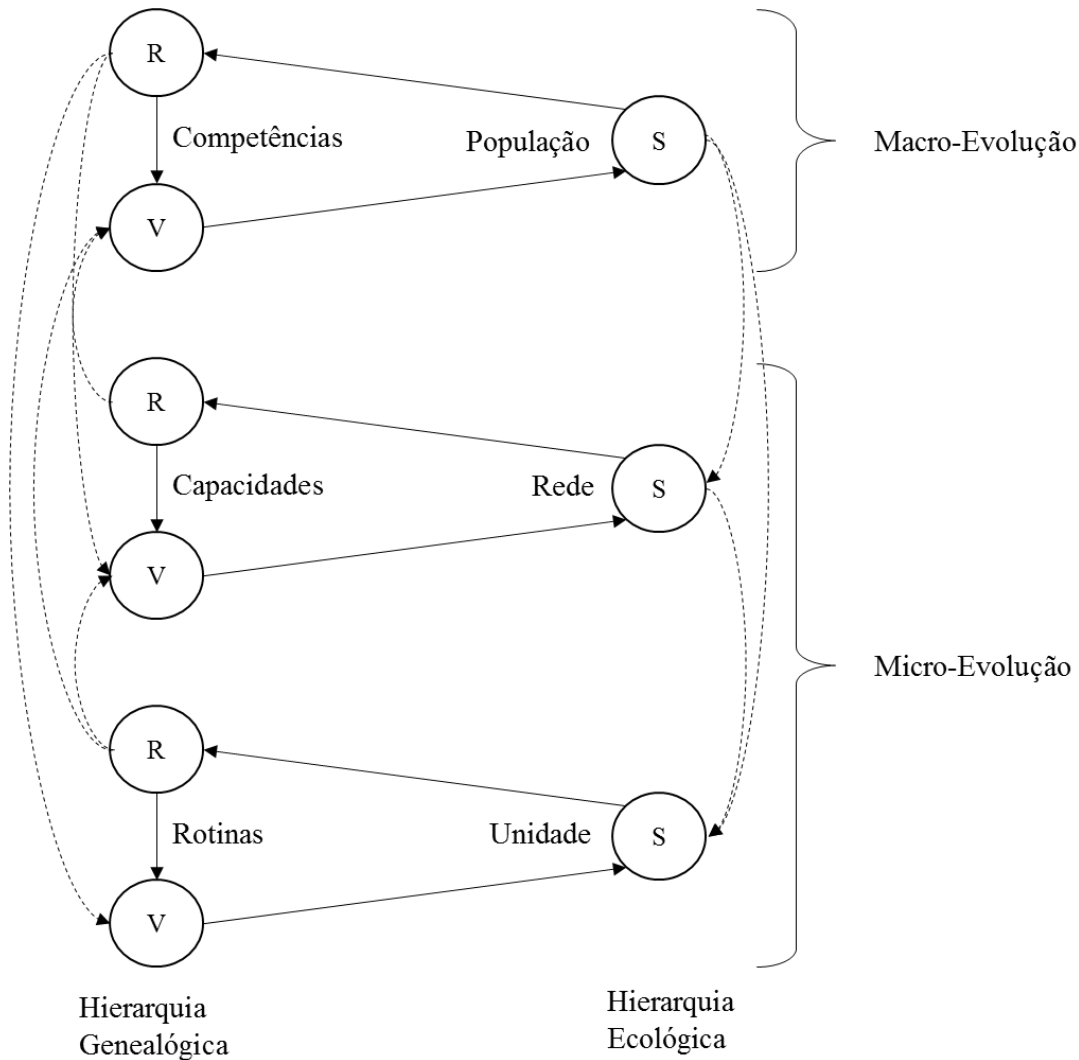 R
Competências
População
S
Macro-Evolução
V
R
Capacidades
Rede
S
V
Micro-Evolução
R
Rotinas
Unidade
S
V
Hierarquia
Genealógica
Hierarquia
Ecológica